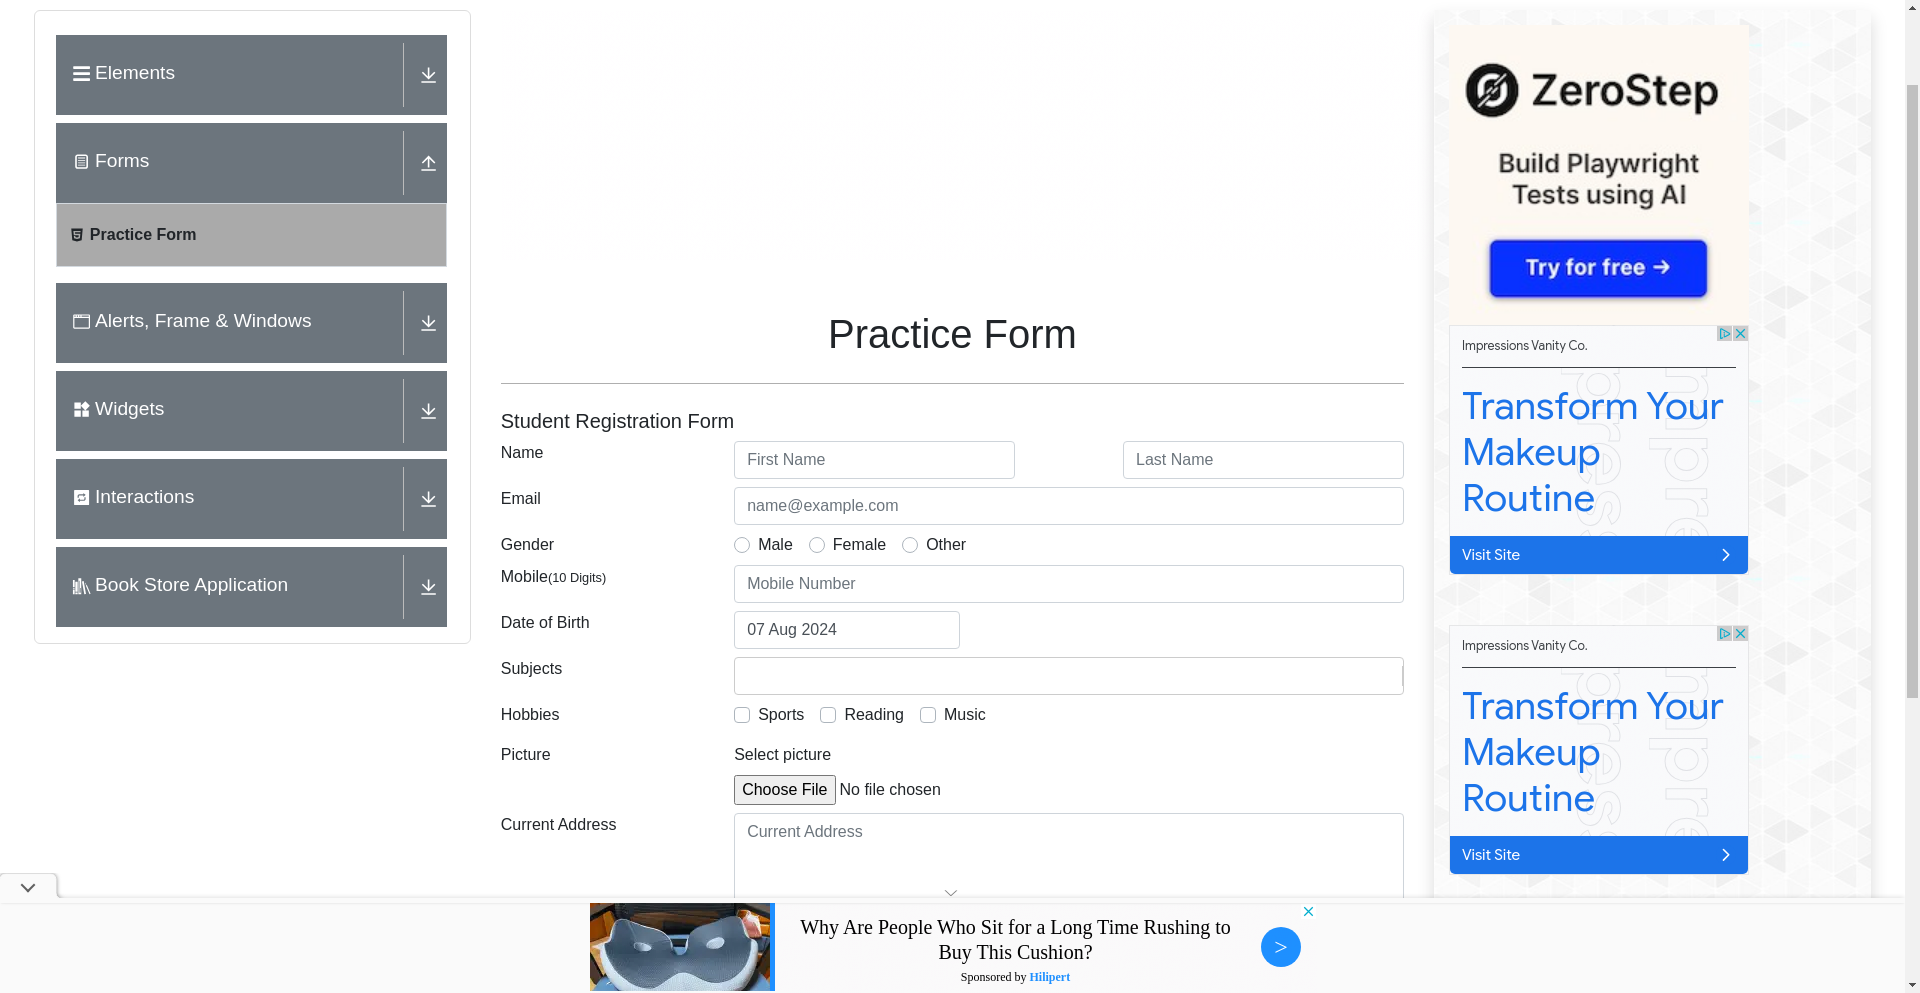 Elements
Forms
Practice Form
Alerts, Frame & Windows
Widgets
Interactions
Book Store Application
Practice Form
Student Registration Form
Name
First Name
Last Name
Email
name@example.com
Gender
Male
Female
Other
Mobile(10 Digits)
Mobile Number
Date of Birth
07 Aug 2024
Subjects
Hobbies
Sports
Reading
Music
Picture
Select picture
Choose File No file chosen
Current Address
Current Address
ZeroStep
Build Playwright
Tests using AI
Try for free →
Impressions Vanity Co.
Transform Your
Makeup
Routine
Visit Site
Impressions Vanity Co.
Transform Your
Makeup
Routine
Visit Site
Why Are People Who Sit for a Long Time Rushing to
Buy This Cushion?
Sponsored by Hilipert
>